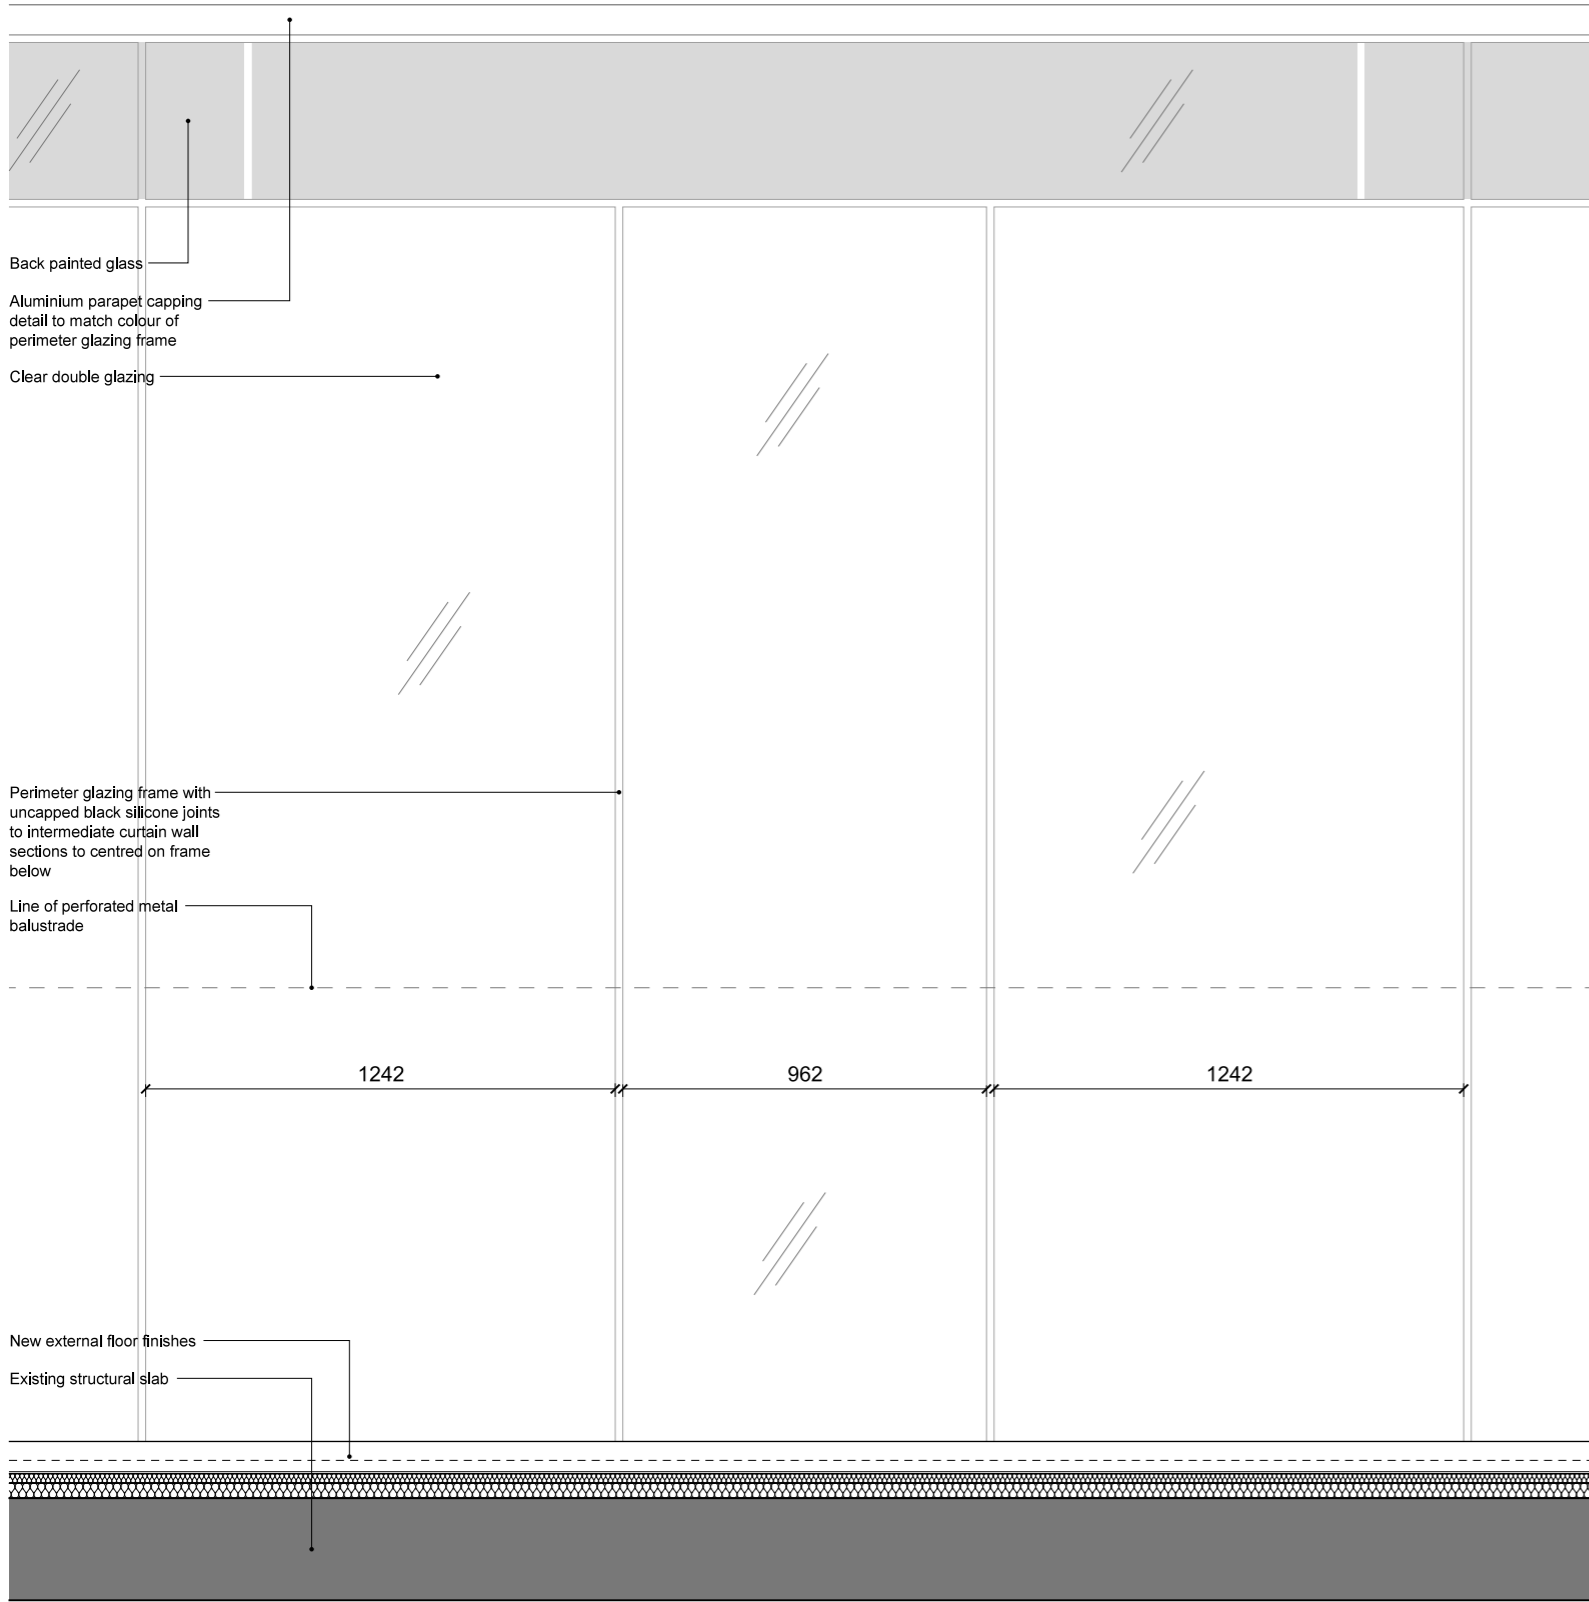 Back painted glass
Aluminium parapet capping
detail to match colour of
perimeter glazing frame
Clear double glazing
Perimeter glazing frame with
uncapped black silicone joints
to intermediate curtain wall
sections to centred on frame
below
Line of perforated metal
balustrade
1242
962
1242
New external floor finishes
Existing structural slab